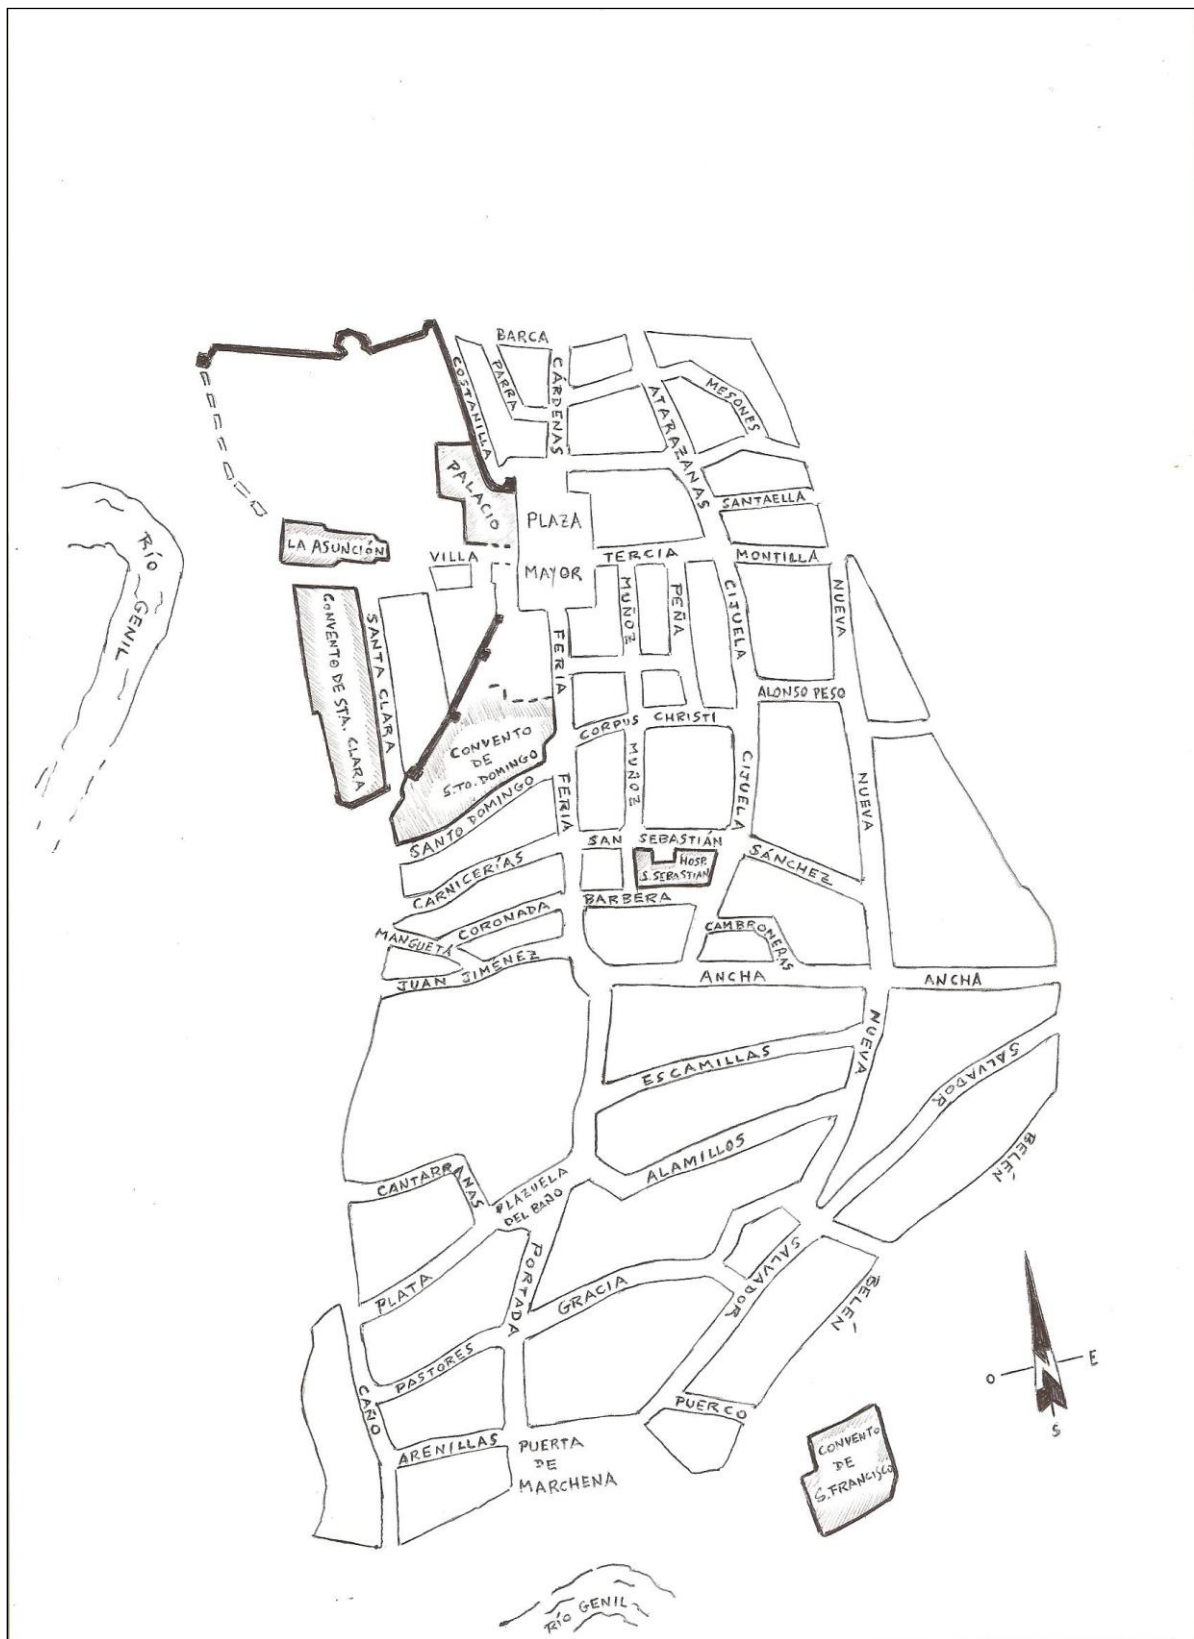 BARCA
COSTANILLA
PARRA
CÁRDENAS
ATARAZANAS
MESONES
PALACIO
SANTAELLA
PLAZA
MAYOR
LA ASUNCIÓN
VILLA
TERCIA
MONTILLA
RÍO
GENIL
CONVENTO DE STA. CLARA
SANTA CLARA
FERIA
MUÑOZ
PEÑA
CIJUELA
NUEVA
ALONSO PESO
CORPUS CHRISTI
CONVENTO
DE
S.TO. DOMINGO
SANTO DOMINGO
FERIA
MUÑOZ
CIJUELA
NUEVA
SAN SEBASTIÁN
SÁNCHEZ
HOSP.
S. SEBASTIÁN
CARNICERÍAS
BARBERA
CORONADA
MANGUETA
CAMBRONERAS
JUAN JIMENEZ
ANCHA
ANCHA
NUEVA
ESCAMILLAS
SALVADOR
ALAMILLOS
BELÉN
CANTARRANAS
PLAZUELA
DEL BAÑO
PORTADA
PLATA
GRACIA
SALVADOR
BELÉN
PASTORES
CAÑO
PUERCO
ARENILLAS
PUERTA
DE
MARCHENA
O
E
S
CONVENTO
DE
S. FRANCISCO
RÍO GENIL